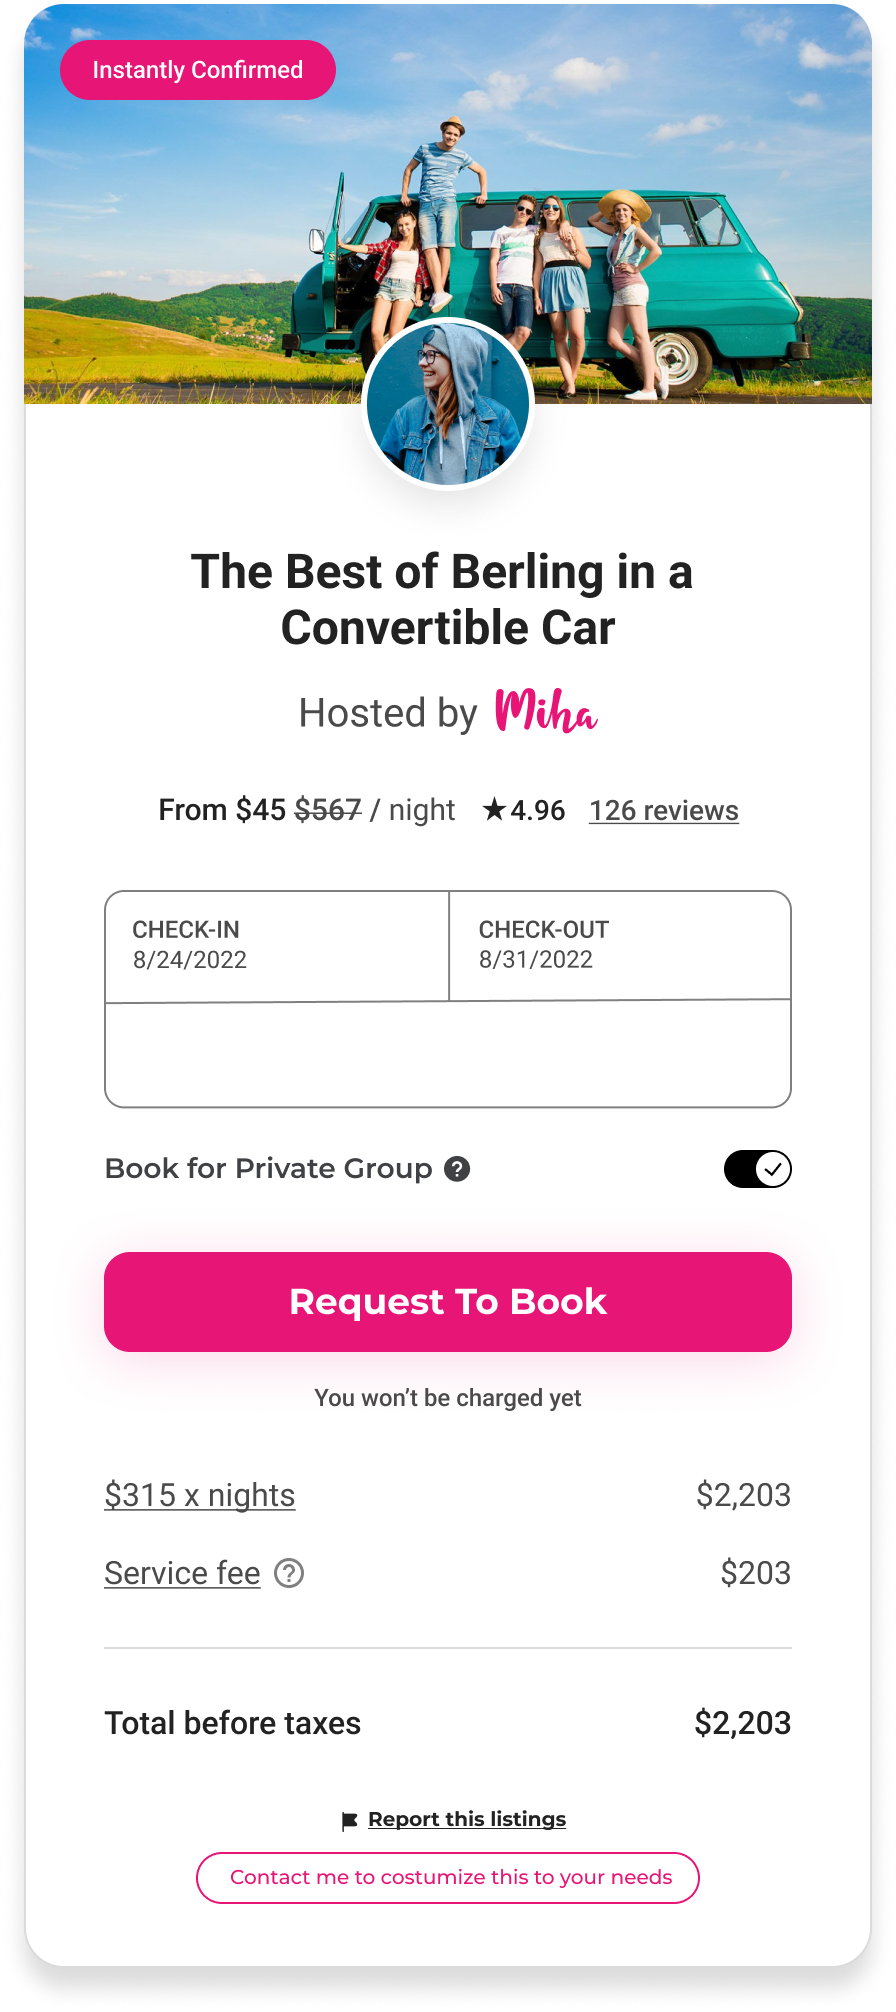 Instantly Confirmed
The Best of Berling in a
Convertible Car
Hosted by Miha
From $45 $567 / night ★4.96 126 reviews
CHECK-IN
8/24/2022
CHECK-OUT
8/31/2022
Book for Private Group ?
Request To Book
You won’t be charged yet
$315 x nights $2,203
Service fee ? $203
Total before taxes $2,203
Report this listings
Contact me to costumize this to your needs